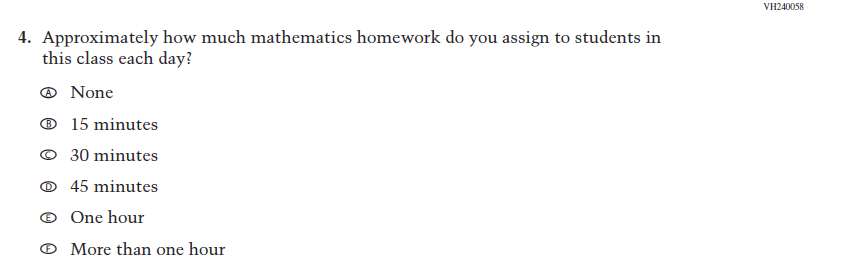 VH240058
4. Approximately how much mathematics homework do you assign to students in
this class each day?
A None
B 15 minutes
C 30 minutes
D 45 minutes
E One hour
F More than one hour